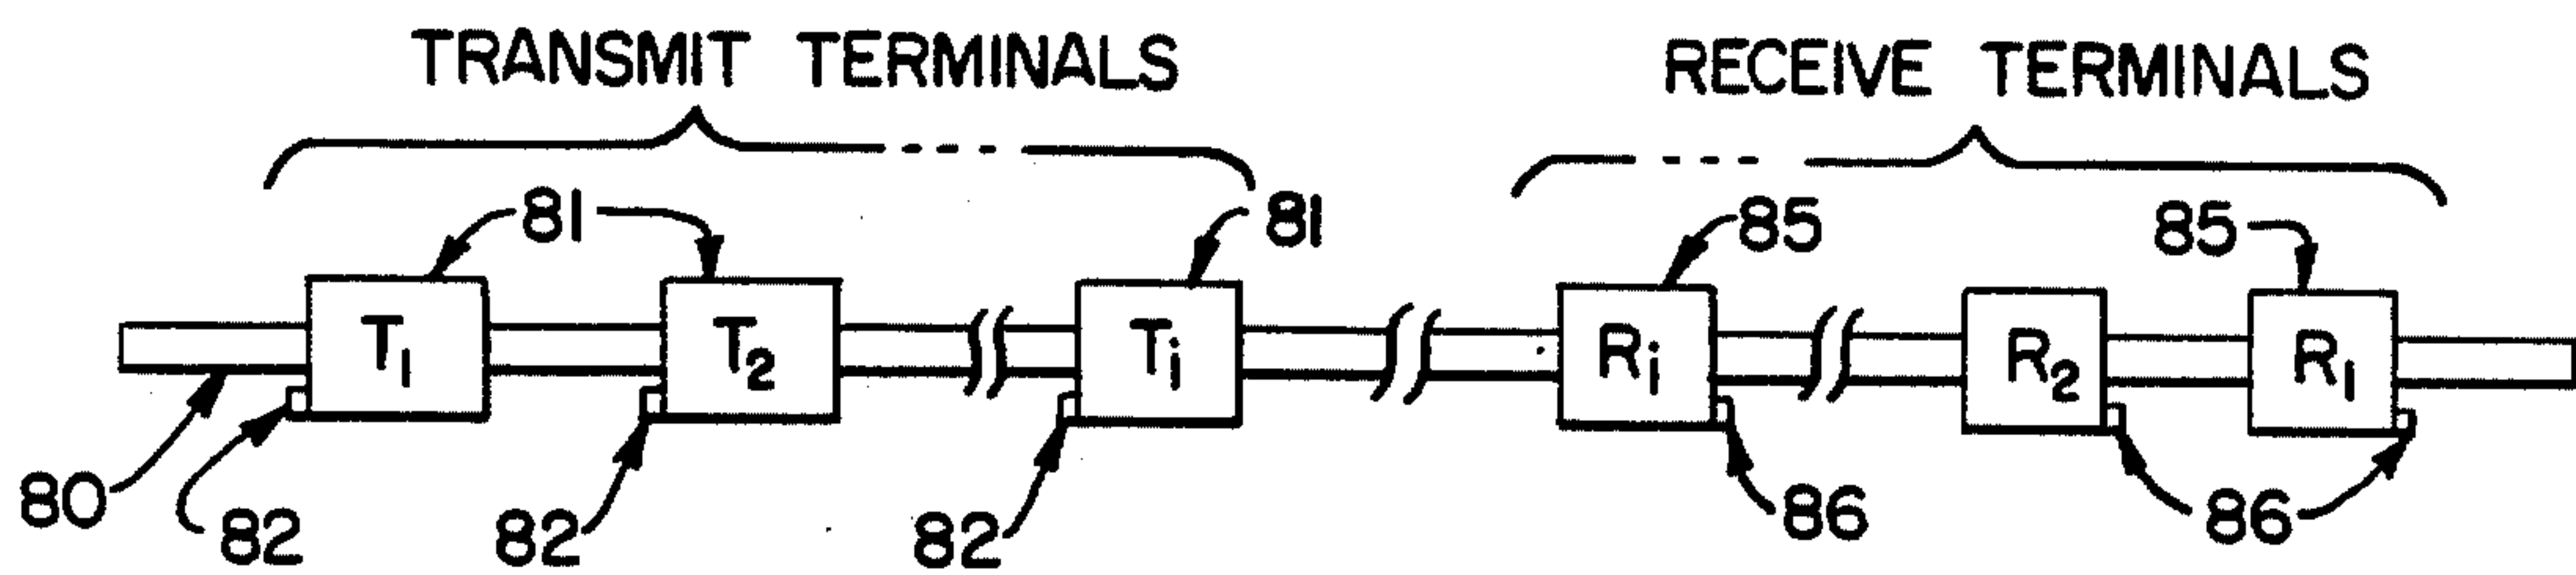 TRANSMIT TERMINALS
RECEIVE TERMINALS
81
81
85
85
T1
T2
Ti
Ri
R2
R1
80
82
82
82
86
86